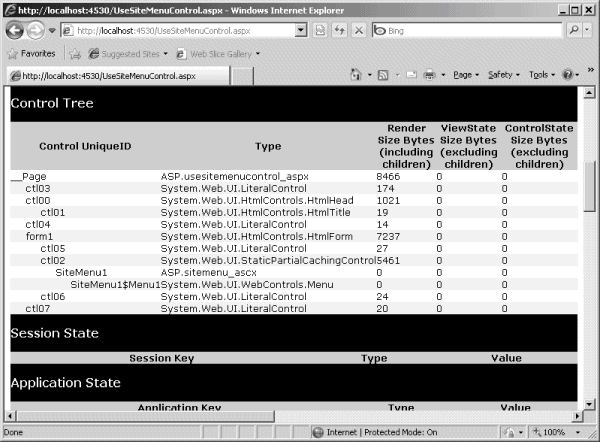 http://localhost:4530/UseSiteMenuControl.aspx - Windows Internet Explorer
http://localhost:4530/UseSiteMenuControl.aspx
Bing
Favorites Suggested Sites Web Slice Gallery
http://localhost:4530/UseSiteMenuControl.aspx
Page Safety Tools
Control Tree
Control UniqueID Type Render Size Bytes (including children) ViewState Size Bytes (excluding children) ControlState Size Bytes (excluding children)
__Page ASP.usesitemenucontrol_aspx 8466 0 0
ctl03 System.Web.UI.LiteralControl 174 0 0
ctl00 System.Web.UI.HtmlControls.HtmlHead 1021 0 0
ctl01 System.Web.UI.HtmlControls.HtmlTitle 19 0 0
ctl04 System.Web.UI.LiteralControl 14 0 0
form1 System.Web.UI.HtmlControls.HtmlForm 7237 0 0
ctl05 System.Web.UI.LiteralControl 27 0 0
ctl02 System.Web.UI.StaticPartialCachingControl 5461 0 0
SiteMenu1 ASP.sitemenu_ascx 0 0 0
SiteMenu1$Menu1 System.Web.UI.WebControls.Menu 0 0 0
ctl06 System.Web.UI.LiteralControl 24 0 0
ctl07 System.Web.UI.LiteralControl 20 0 0
Session State
Session Key Type Value
Application State
Application Key Type Value
Done Internet | Protected Mode: On 100%